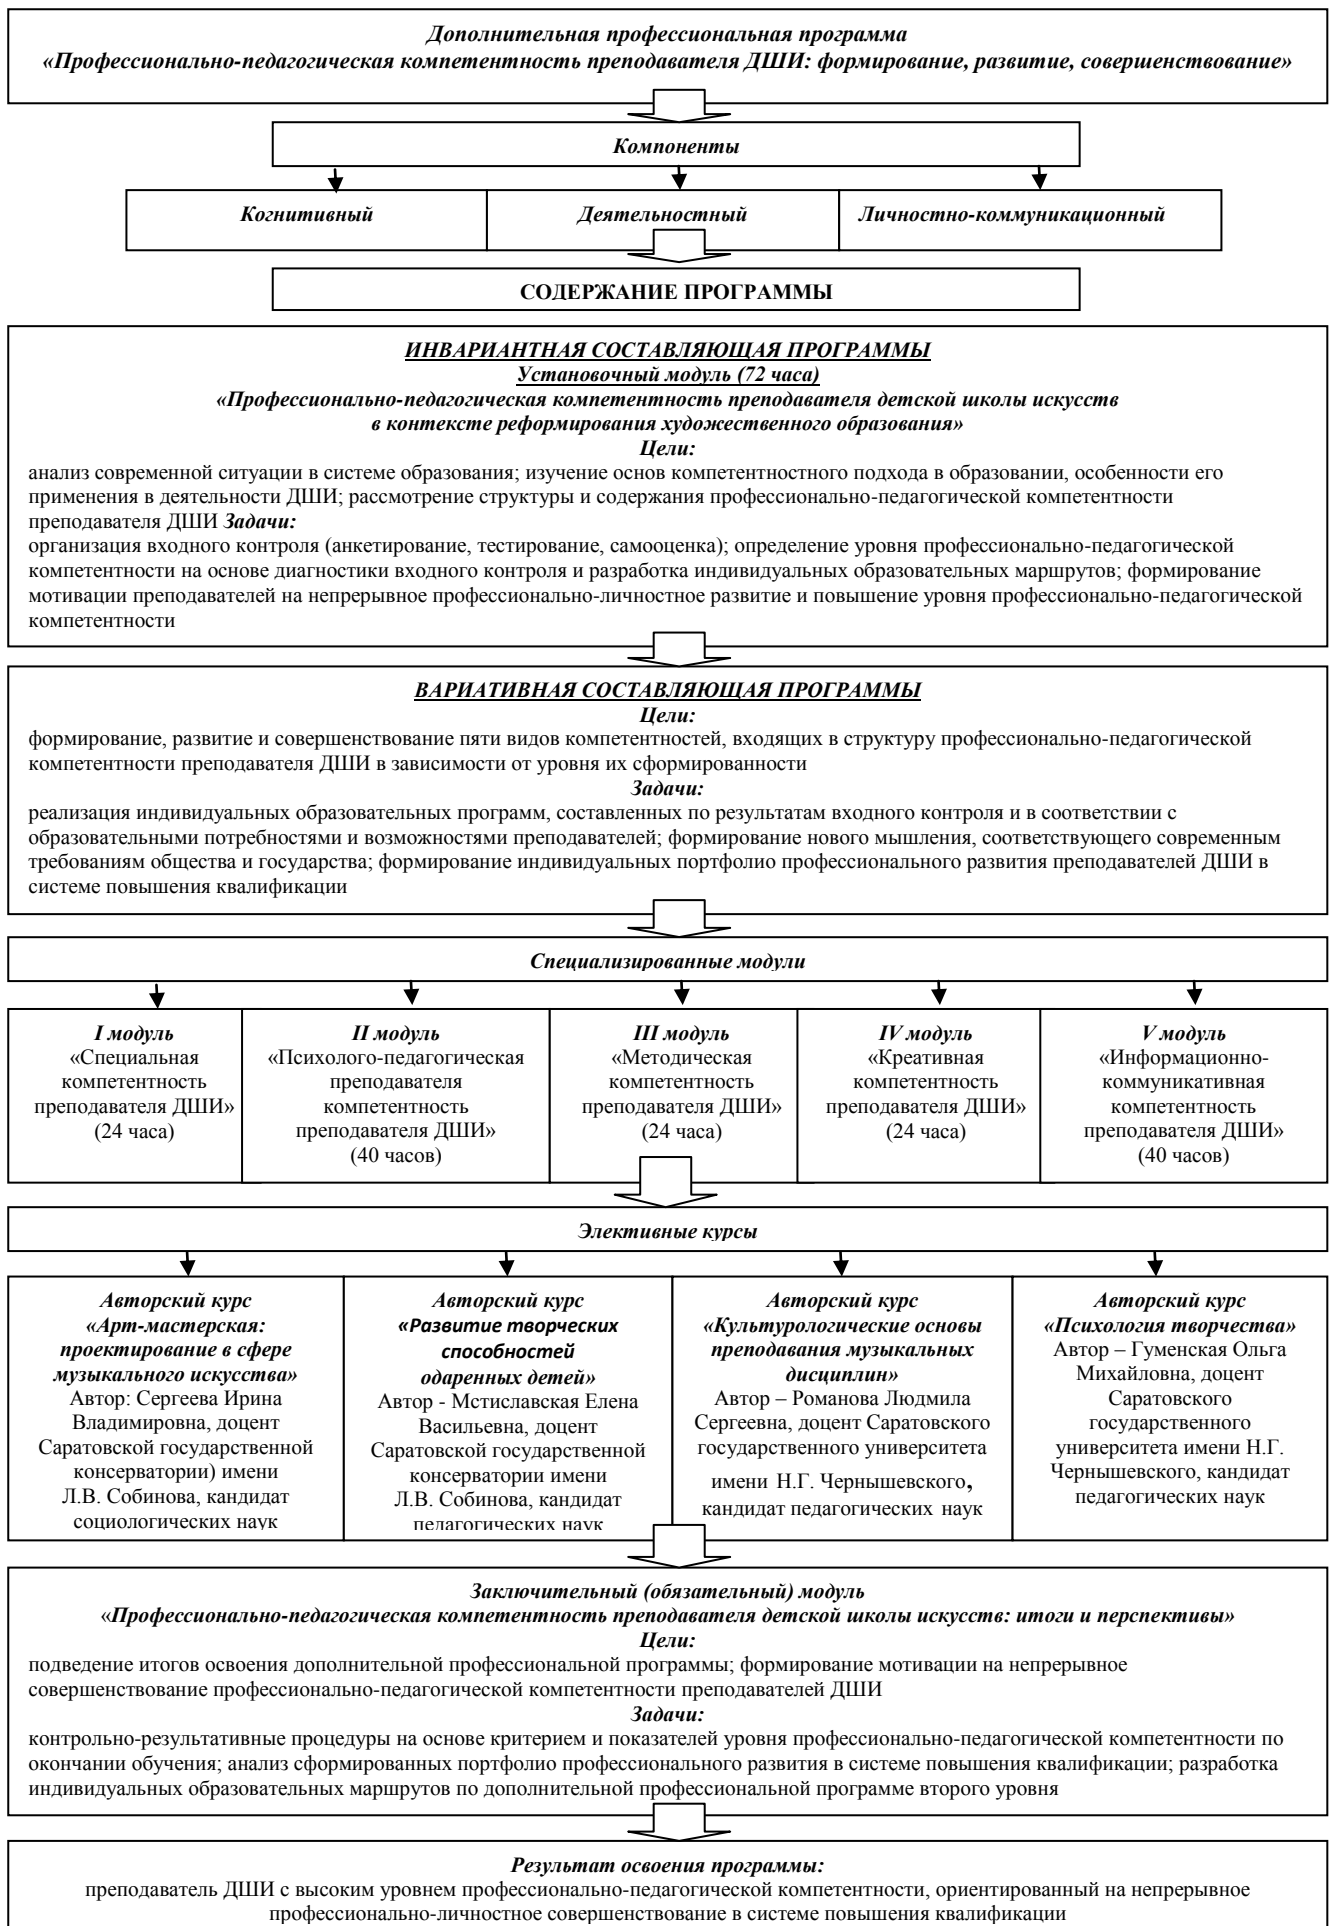 Дополнительная профессиональная программа
«Профессионально-педагогическая компетентность преподавателя ДШИ: формирование, развитие, совершенствование»
Компоненты
Когнитивный
Деятельностный
Личностно-коммуникационный
СОДЕРЖАНИЕ ПРОГРАММЫ
ИНВАРИАНТНАЯ СОСТАВЛЯЮЩАЯ ПРОГРАММЫ
Установочный модуль (72 часа)
«Профессионально-педагогическая компетентность преподавателя детской школы искусств
в контексте реформирования художественного образования»
Цели:
анализ современной ситуации в системе образования; изучение основ компетентностного подхода в образовании, особенности его
применения в деятельности ДШИ; рассмотрение структуры и содержания профессионально-педагогической компетентности
преподавателя ДШИ Задачи:
организация входного контроля (анкетирование, тестирование, самооценка); определение уровня профессионально-педагогической
компетентности на основе диагностики входного контроля и разработка индивидуальных образовательных маршрутов; формирование
мотивации преподавателей на непрерывное профессионально-личностное развитие и повышение уровня профессионально-педагогической
компетентности
ВАРИАТИВНАЯ СОСТАВЛЯЮЩАЯ ПРОГРАММЫ
Цели:
формирование, развитие и совершенствование пяти видов компетентностей, входящих в структуру профессионально-педагогической
компетентности преподавателя ДШИ в зависимости от уровня их сформированности
Задачи:
реализация индивидуальных образовательных программ, составленных по результатам входного контроля и в соответствии с
образовательными потребностями и возможностями преподавателей; формирование нового мышления, соответствующего современным
требованиям общества и государства; формирование индивидуальных портфолио профессионального развития преподавателей ДШИ в
системе повышения квалификации
Специализированные модули
I модуль
«Специальная
компетентность
преподавателя ДШИ»
(24 часа)
II модуль
«Психолого-педагогическая
преподавателя
компетентность
преподавателя ДШИ»
(40 часов)
III модуль
«Методическая
компетентность
преподавателя ДШИ»
(24 часа)
IV модуль
«Креативная
компетентность
преподавателя ДШИ»
(24 часа)
V модуль
«Информационно-
коммуникативная
компетентность
преподавателя ДШИ»
(40 часов)
Элективные курсы
Авторский курс
«Арт-мастерская:
проектирование в сфере
музыкального искусства»
Автор: Сергеева Ирина
Владимировна, доцент
Саратовской государственной
консерватории) имени
Л.В. Собинова, кандидат
социологических наук
Авторский курс
«Развитие творческих
способностей
одаренных детей»
Автор - Мстиславская Елена
Васильевна, доцент
Саратовской государственной
консерватории имени
Л.В. Собинова, кандидат
педагогических наук
Авторский курс
«Культурологические основы
преподавания музыкальных
дисциплин»
Автор – Романова Людмила
Сергеевна, доцент Саратовского
государственного университета
имени Н.Г. Чернышевского,
кандидат педагогических наук
Авторский курс
«Психология творчества»
Автор – Гуменская Ольга
Михайловна, доцент
Саратовского
государственного
университета имени Н.Г.
Чернышевского, кандидат
педагогических наук
Заключительный (обязательный) модуль
«Профессионально-педагогическая компетентность преподавателя детской школы искусств: итоги и перспективы»
Цели:
подведение итогов освоения дополнительной профессиональной программы; формирование мотивации на непрерывное
совершенствование профессионально-педагогической компетентности преподавателей ДШИ
Задачи:
контрольно-результативные процедуры на основе критерием и показателей уровня профессионально-педагогической компетентности по
окончании обучения; анализ сформированных портфолио профессионального развития в системе повышения квалификации; разработка
индивидуальных образовательных маршрутов по дополнительной профессиональной программе второго уровня
Результат освоения программы:
преподаватель ДШИ с высоким уровнем профессионально-педагогической компетентности, ориентированный на непрерывное
профессионально-личностное совершенствование в системе повышения квалификации